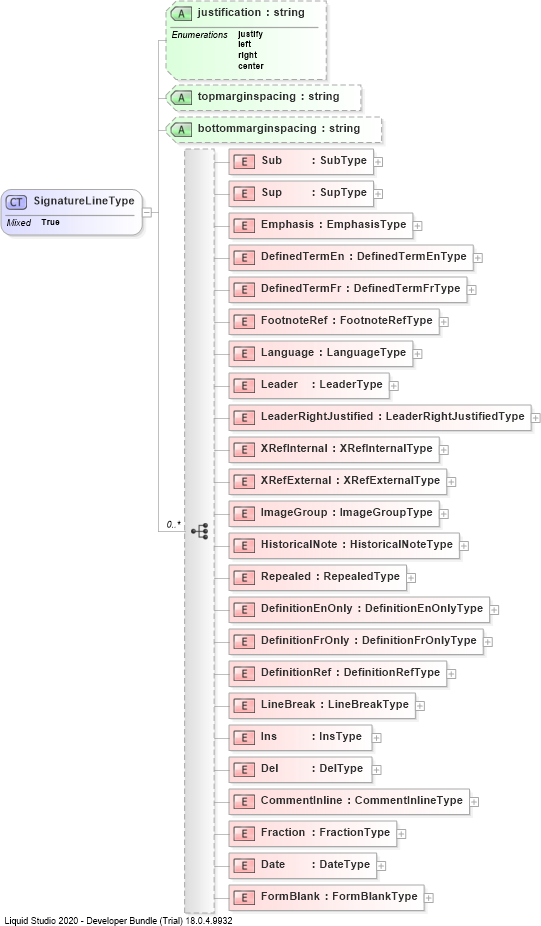 A justification : string
Enumerations justify
left
right
center
A topmarginspacing : string
A bottommarginspacing : string
CT SignatureLineType
Mixed True
E Sub : SubType
E Sup : SupType
E Emphasis : EmphasisType
E DefinedTermEn : DefinedTermEnType
E DefinedTermFr : DefinedTermFrType
E FootnoteRef : FootnoteRefType
E Language : LanguageType
E Leader : LeaderType
E LeaderRightJustified : LeaderRightJustifiedType
E XRefInternal : XRefInternalType
E XRefExternal : XRefExternalType
E ImageGroup : ImageGroupType
0..*
E HistoricalNote : HistoricalNoteType
E Repealed : RepealedType
E DefinitionEnOnly : DefinitionEnOnlyType
E DefinitionFrOnly : DefinitionFrOnlyType
E DefinitionRef : DefinitionRefType
E LineBreak : LineBreakType
E Ins : InsType
E Del : DelType
E CommentInline : CommentInlineType
E Fraction : FractionType
E Date : DateType
E FormBlank : FormBlankType
Liquid Studio 2020 - Developer Bundle (Trial) 18.0.4.9932